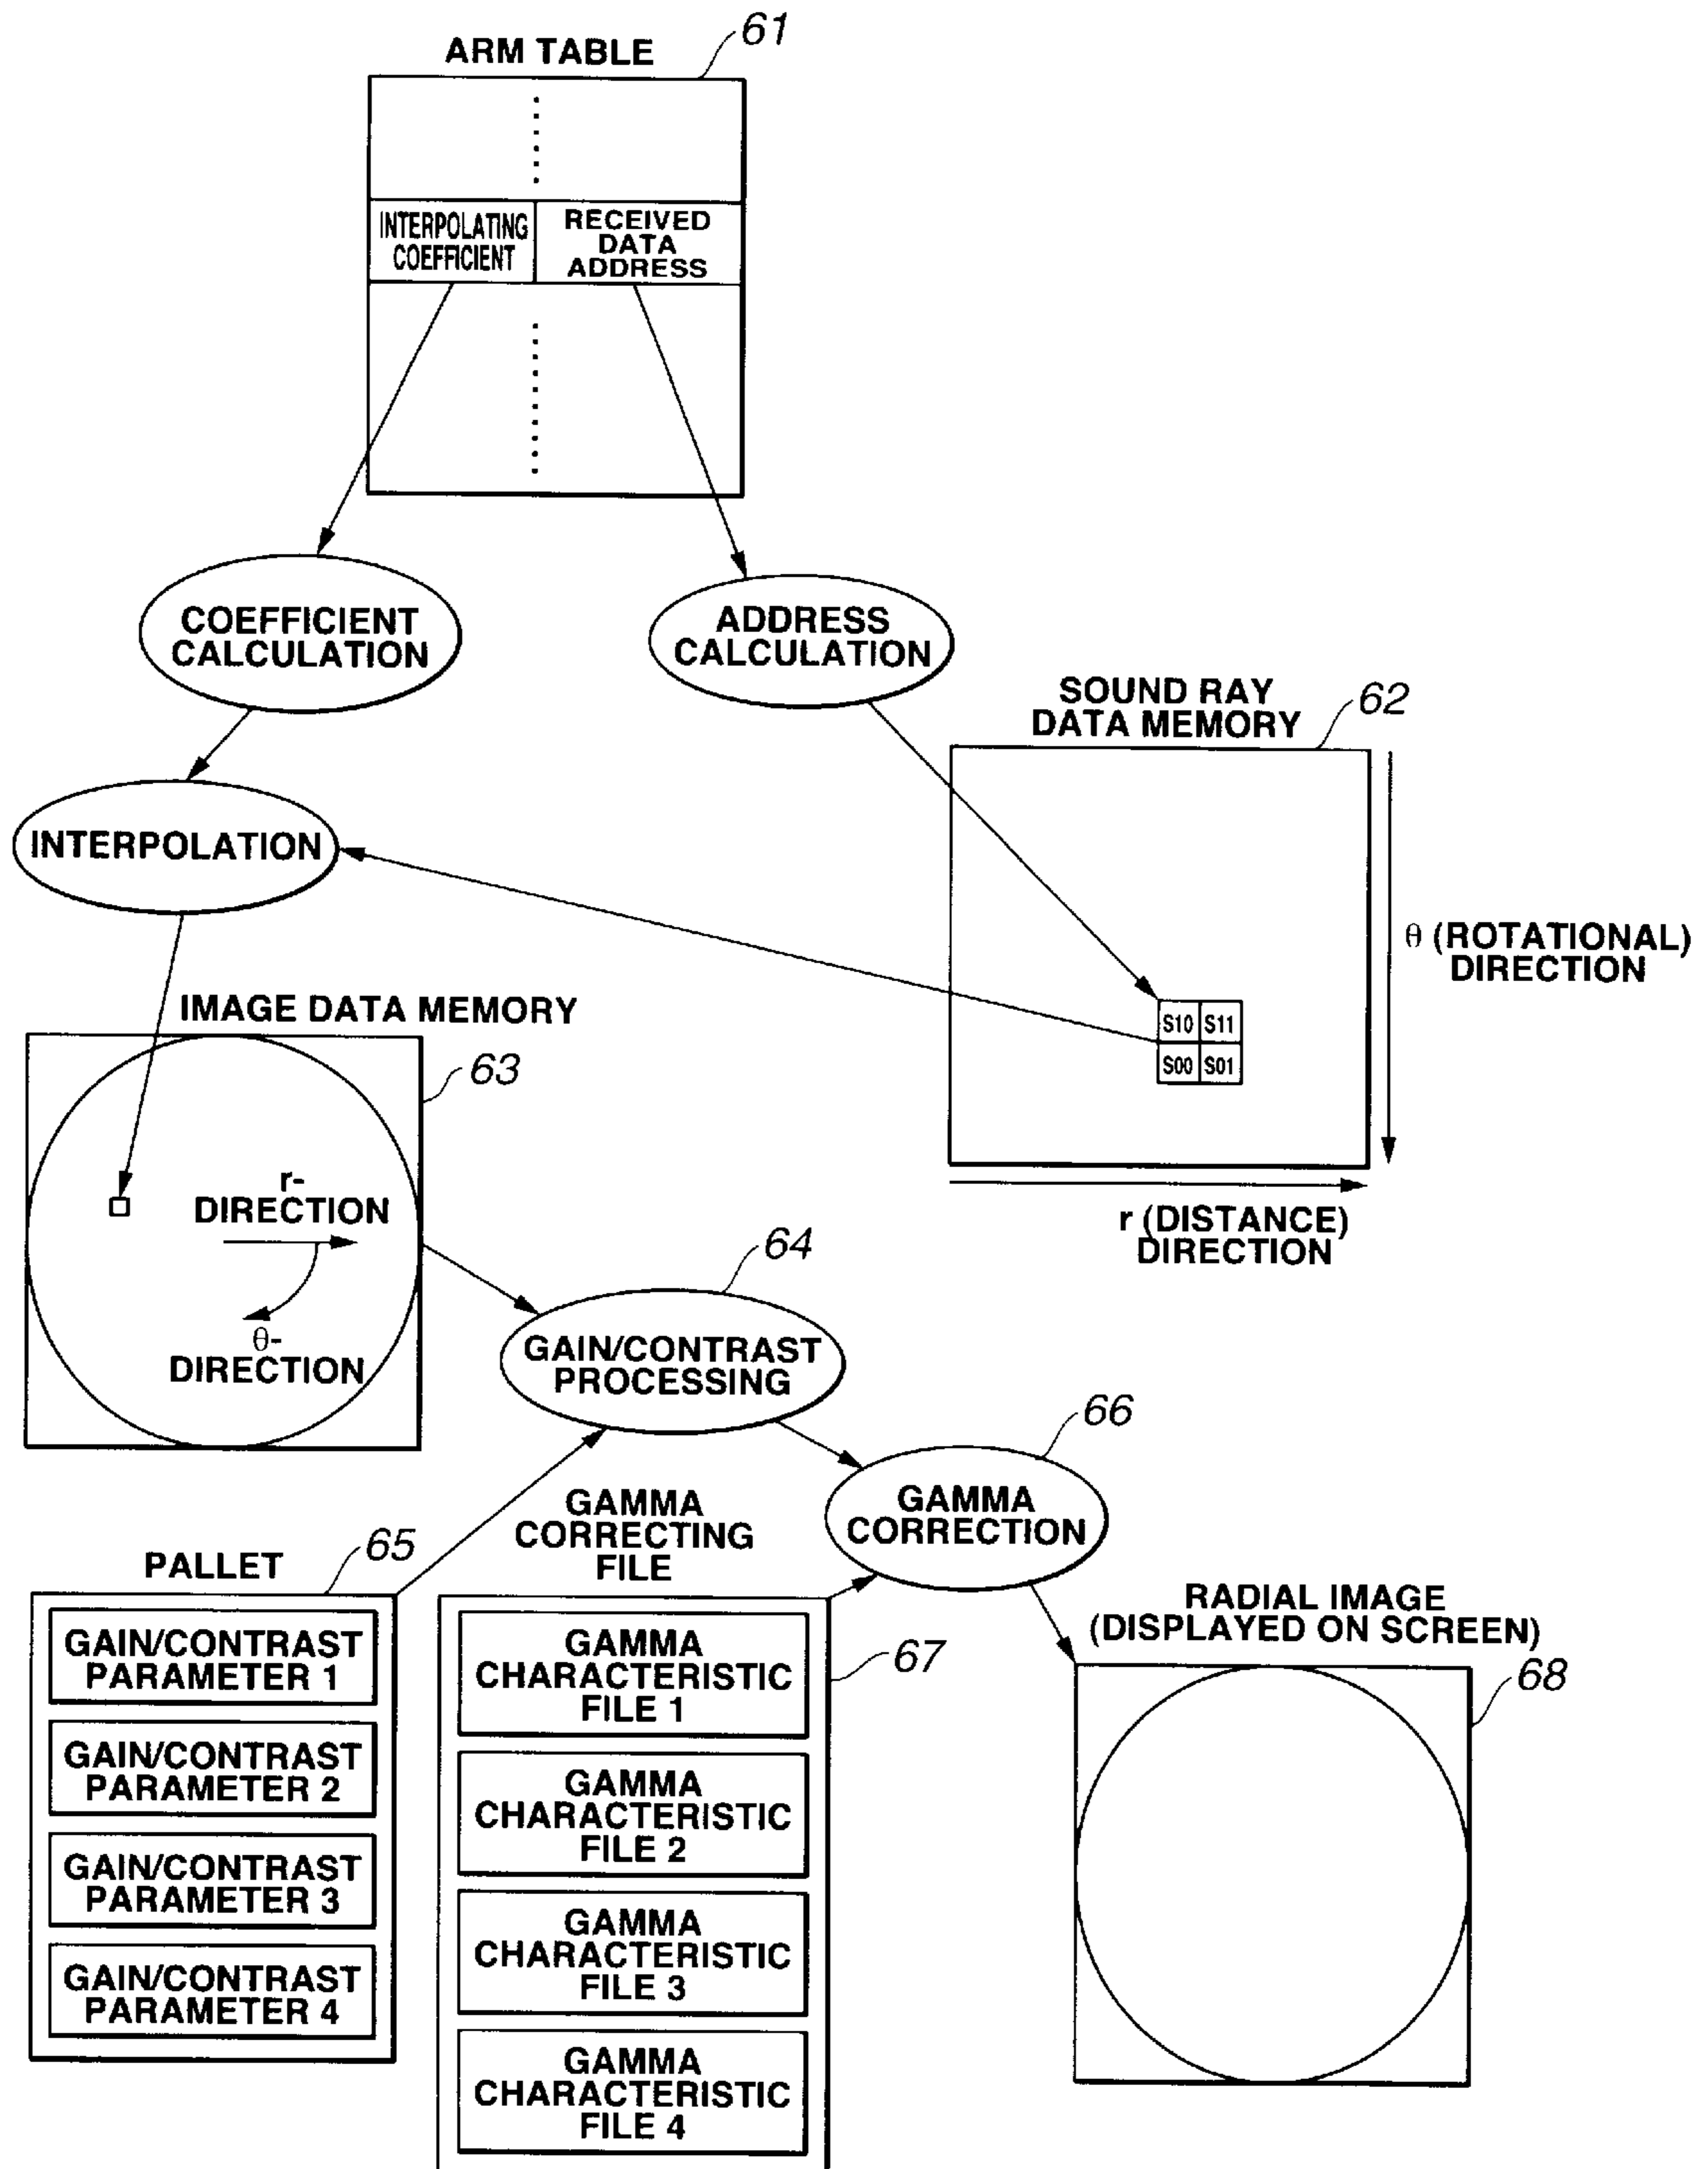 61
ARM TABLE
INTERPOLATING
COEFFICIENT
RECEIVED
DATA
ADDRESS
COEFFICIENT
CALCULATION
ADDRESS
CALCULATION
SOUND RAY
DATA MEMORY
62
INTERPOLATION
θ (ROTATIONAL)
DIRECTION
S10 S11
S00 S01
r (DISTANCE)
DIRECTION
IMAGE DATA MEMORY
63
r-
DIRECTION
θ-
DIRECTION
64
GAIN/CONTRAST
PROCESSING
66
GAMMA
CORRECTION
PALLET
65
GAIN/CONTRAST
PARAMETER 1
GAIN/CONTRAST
PARAMETER 2
GAIN/CONTRAST
PARAMETER 3
GAIN/CONTRAST
PARAMETER 4
GAMMA
CORRECTING
FILE
67
GAMMA
CHARACTERISTIC
FILE 1
GAMMA
CHARACTERISTIC
FILE 2
GAMMA
CHARACTERISTIC
FILE 3
GAMMA
CHARACTERISTIC
FILE 4
RADIAL IMAGE
(DISPLAYED ON SCREEN)
68